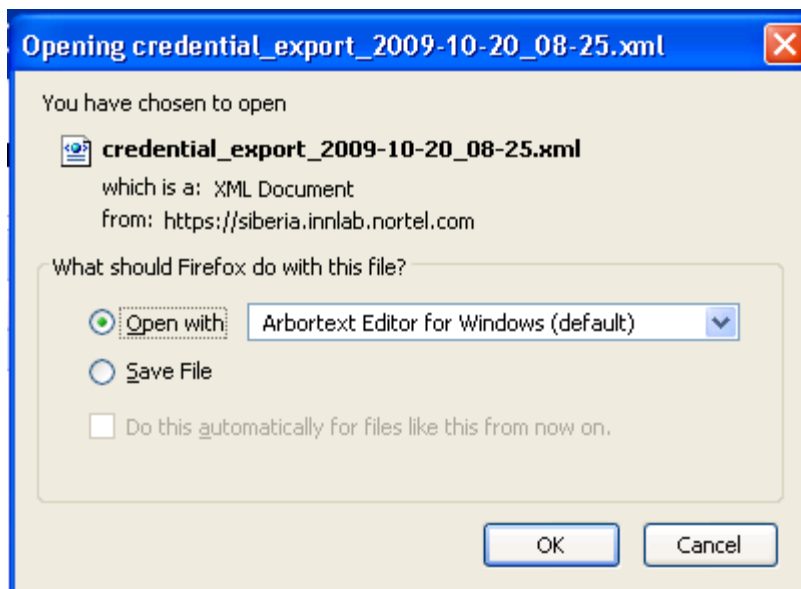 Opening credential_export_2009-10-20_08-25.xml
You have chosen to open
credential_export_2009-10-20_08-25.xml
which is a: XML Document
from: https://siberia.innlab.nortel.com
What should Firefox do with this file?
Open with Arbortext Editor for Windows (default)
Save File
Do this automatically for files like this from now on.
OK Cancel